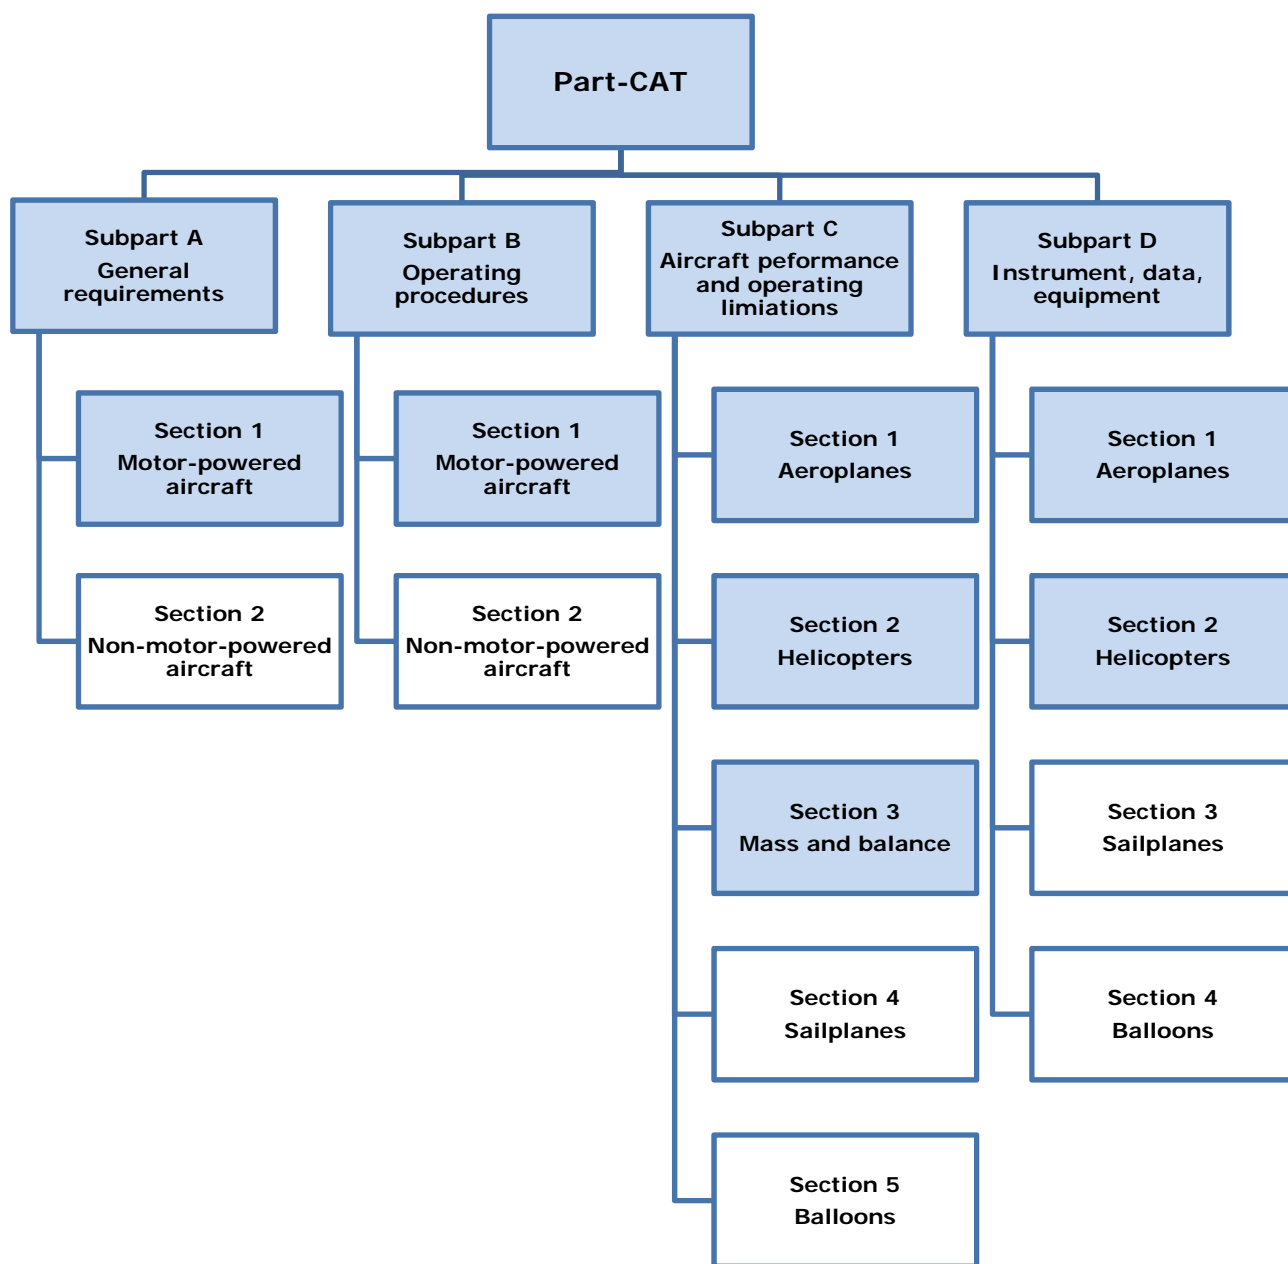 Part-CAT
Subpart A
General
requirements
Section 1
Motor-powered
aircraft
Section 2
Non-motor-powered
aircraft
Subpart B
Operating
procedures
Section 1
Motor-powered
aircraft
Section 2
Non-motor-powered
aircraft
Subpart C
Aircraft peformance
and operating
limiations
Section 1
Aeroplanes
Section 2
Helicopters
Section 3
Mass and balance
Section 4
Sailplanes
Section 5
Balloons
Subpart D
Instrument, data,
equipment
Section 1
Aeroplanes
Section 2
Helicopters
Section 3
Sailplanes
Section 4
Balloons